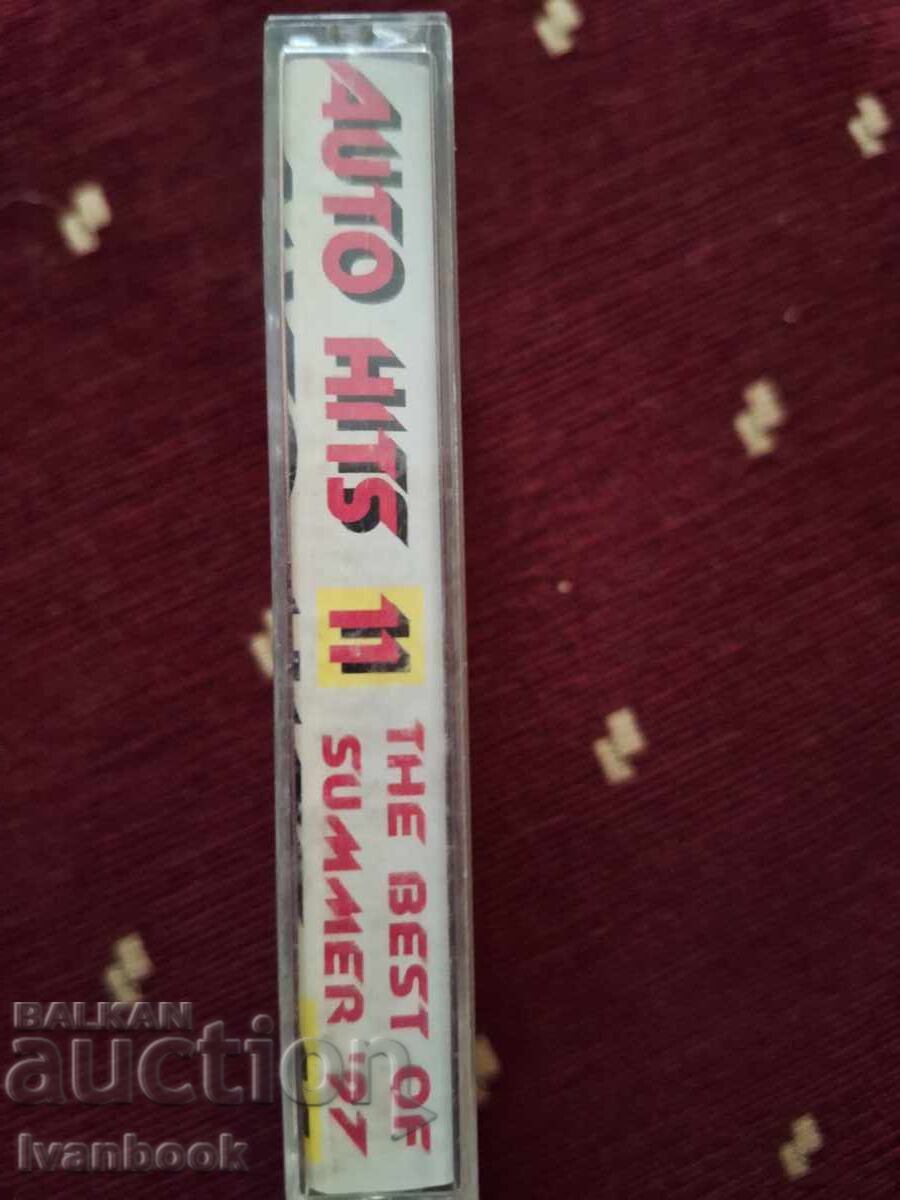 AUTO HITS 11
THE BEST OF
SUMMER '97
BALKAN
auction
Ivanbook